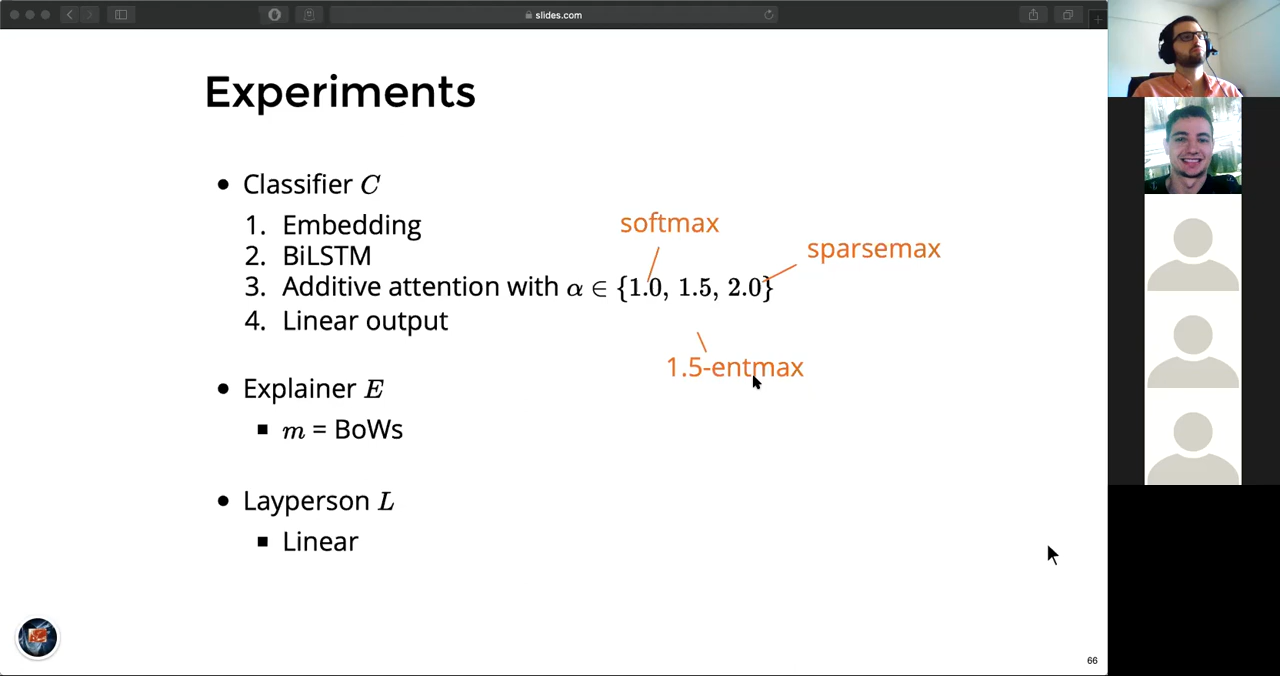 slides.com
Experiments
• Classifier C
1. Embedding
2. BiLSTM
3. Additive attention with α ∈ {1.0, 1.5, 2.0}
softmax
sparsemax
1.5-entmax
4. Linear output
• Explainer E
▪ m = BoWs
• Layperson L
▪ Linear
66